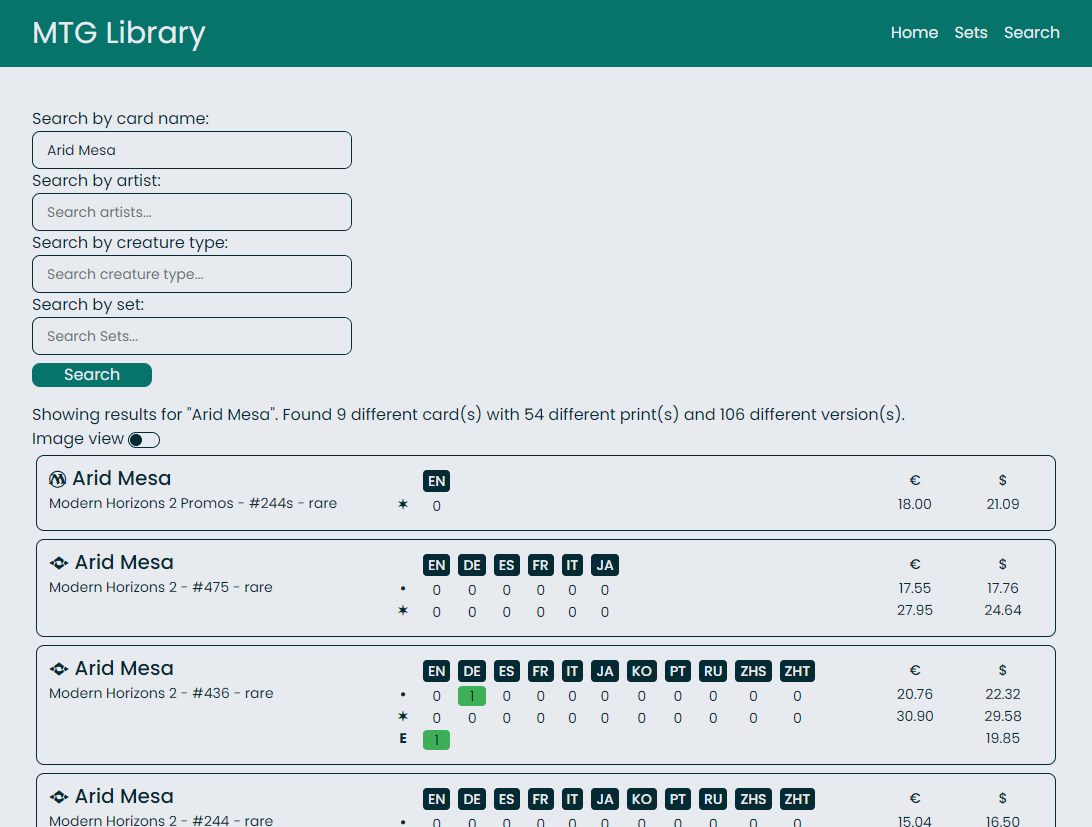 MTG Library
Home Sets Search
Search by card name:
Arid Mesa
Search by artist:
Search artists...
Search by creature type:
Search creature type...
Search by set:
Search Sets...
Search
Showing results for "Arid Mesa". Found 9 different card(s) with 54 different print(s) and 106 different version(s).
Image view
Arid Mesa EN € $
Modern Horizons 2 Promos - #244s - rare ✶ 0 18.00 21.09
Arid Mesa EN DE ES FR IT JA € $
Modern Horizons 2 - #475 - rare • 0 0 0 0 0 0 17.55 17.76
✶ 0 0 0 0 0 0 27.95 24.64
Arid Mesa EN DE ES FR IT JA KO PT RU ZHS ZHT € $
Modern Horizons 2 - #436 - rare • 0 1 0 0 0 0 0 0 0 0 0 20.76 22.32
✶ 0 0 0 0 0 0 0 0 0 0 0 30.90 29.58
E 1 19.85
Arid Mesa EN DE ES FR IT JA KO PT RU ZHS ZHT € $
Modern Horizons 2 - #244 - rare • 0 0 0 0 0 0 0 0 0 0 0 15.04 16.50